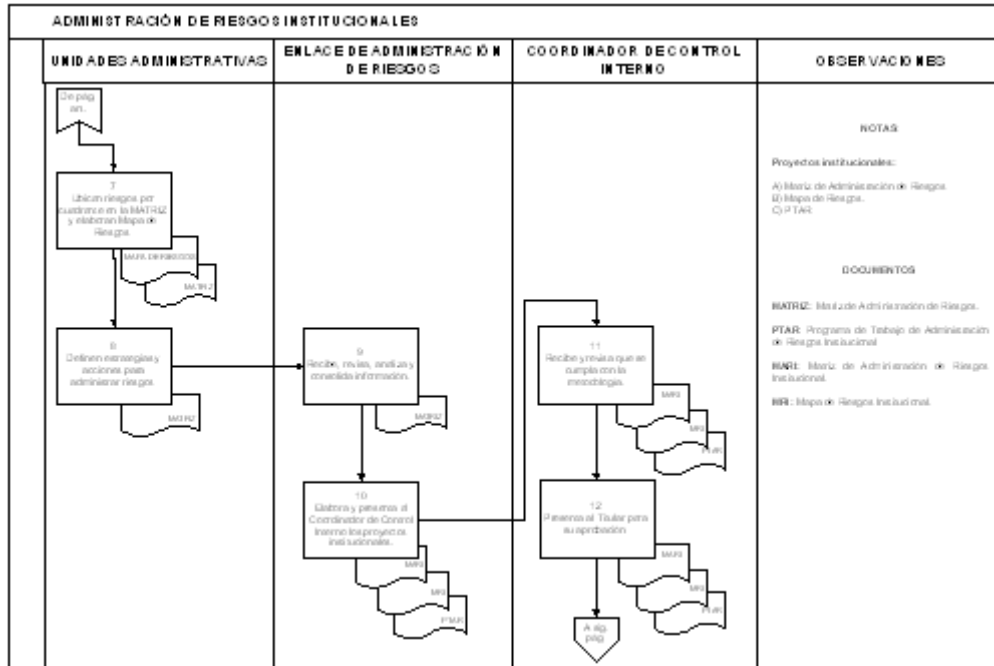 ADMINISTRACIÓN DE RIESGOS INSTITUCIONALES
UNIDADES ADMINISTRATIVAS
ENLACE DE ADMINISTRACIÓN
DE RIESGOS
COORDINADOR DE CONTROL
INTERNO
OBSERVACIONES
De pag.
ant.
7
Ubican riesgos por
cuadrante en la MATRIZ
y elaboran Mapa de
Riesgos
MAPA DE RIESGOS
MATRIZ
8
Definen estrategias y
acciones para
administrar riesgos
MATRIZ
9
Recibe, revisa, analiza y
consolida información.
MATRIZ
10
Elabora y presenta al
Coordinador de Control
Interno los proyectos
institucionales.
MARI
MRI
PTAR
11
Recibe y revisa que se
cumpla con la
metodología.
MARI
MRI
PTAR
12
Presenta al Titular para
su aprobación
MARI
MRI
PTAR
A sig.
pag.
NOTAS
Proyectos institucionales:
A) Matriz de Administración de Riesgos
B) Mapa de Riesgos.
C) PTAR
DOCUMENTOS
MATRIZ: Matriz de Administración de Riesgos.
PTAR: Programa de Trabajo de Administración
de Riesgos Institucional
MARI: Matriz de Administración de Riesgos
Institucional.
MRI: Mapa de Riesgos Institucional.